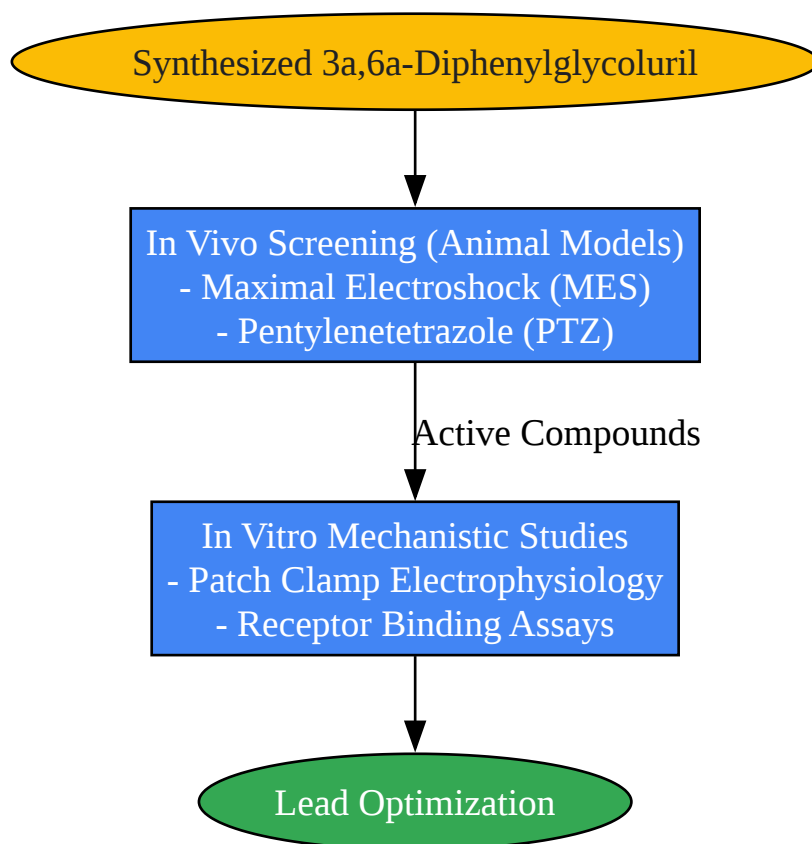 Synthesized 3a,6a-Diphenylglycoluril
In Vivo Screening (Animal Models)
- Maximal Electroshock (MES)
- Pentylenetetrazole (PTZ)
Active Compounds
In Vitro Mechanistic Studies
- Patch Clamp Electrophysiology
- Receptor Binding Assays
Lead Optimization